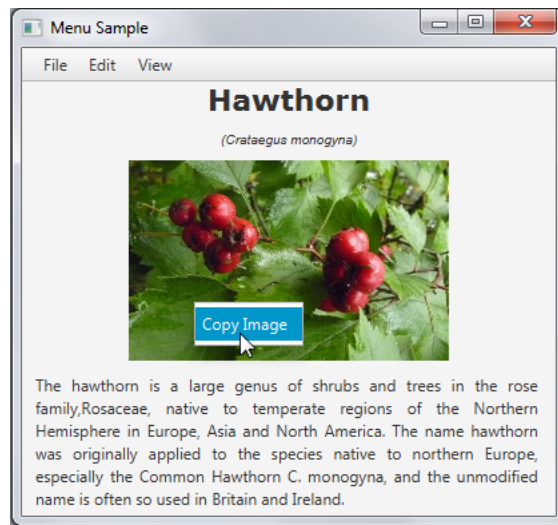 Menu Sample
File Edit View
Hawthorn
(Crataegus monogyna)
Copy Image
The hawthorn is a large genus of shrubs and trees in the rose
family,Rosaceae, native to temperate regions of the Northern
Hemisphere in Europe, Asia and North America. The name hawthorn
was originally applied to the species native to northern Europe,
especially the Common Hawthorn C. monogyna, and the unmodified
name is often so used in Britain and Ireland.